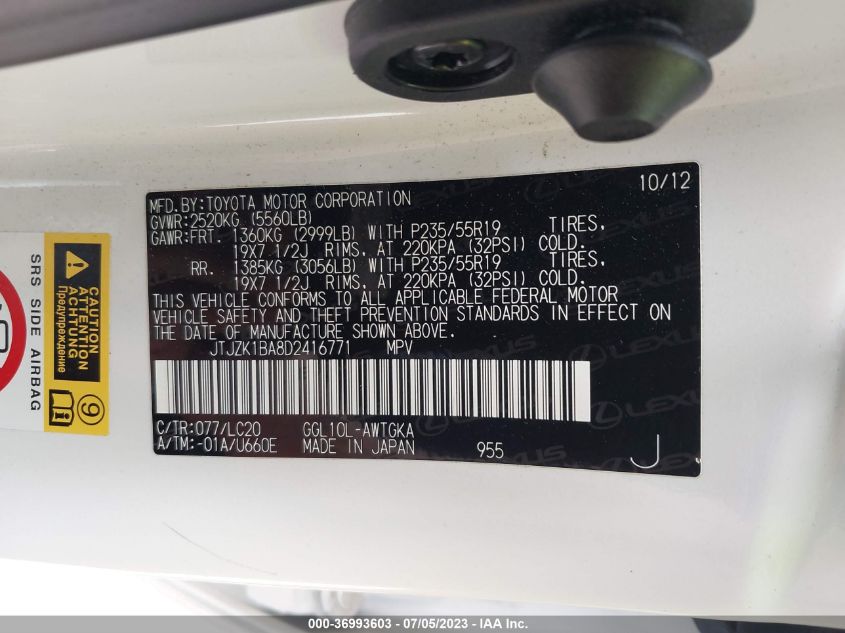 10/12
MFD.BY:TOYOTA MOTOR CORPORATION
GVWR:2520KG (5560LB)
GAWR:FRT. 1360KG (2999LB) WITH P235/55R19 TIRES,
19X7 1/2J RIMS, AT 220KPA (32PSI) COLD.
RR. 1385KG (3056LB) WITH P235/55R19 TIRES,
19X7 1/2J RIMS, AT 220KPA (32PSI) COLD.
THIS VEHICLE CONFORMS TO ALL APPLICABLE FEDERAL MOTOR
VEHICLE SAFETY AND THEFT PREVENTION STANDARDS IN EFFECT ON
THE DATE OF MANUFACTURE SHOWN ABOVE.
JTJZK1BA8D2416771 MPV
C/TR:077/LC20 GGL10L-AWTGKA
A/TM:-01A/U660E MADE IN JAPAN 955
J
LEXUS
SRS SIDE AIRBAG
CAUTION
ATTENTION
ACHTUNG
Предупреждение
9
000-36993603 / 07/05/2023 - IAA Inc.